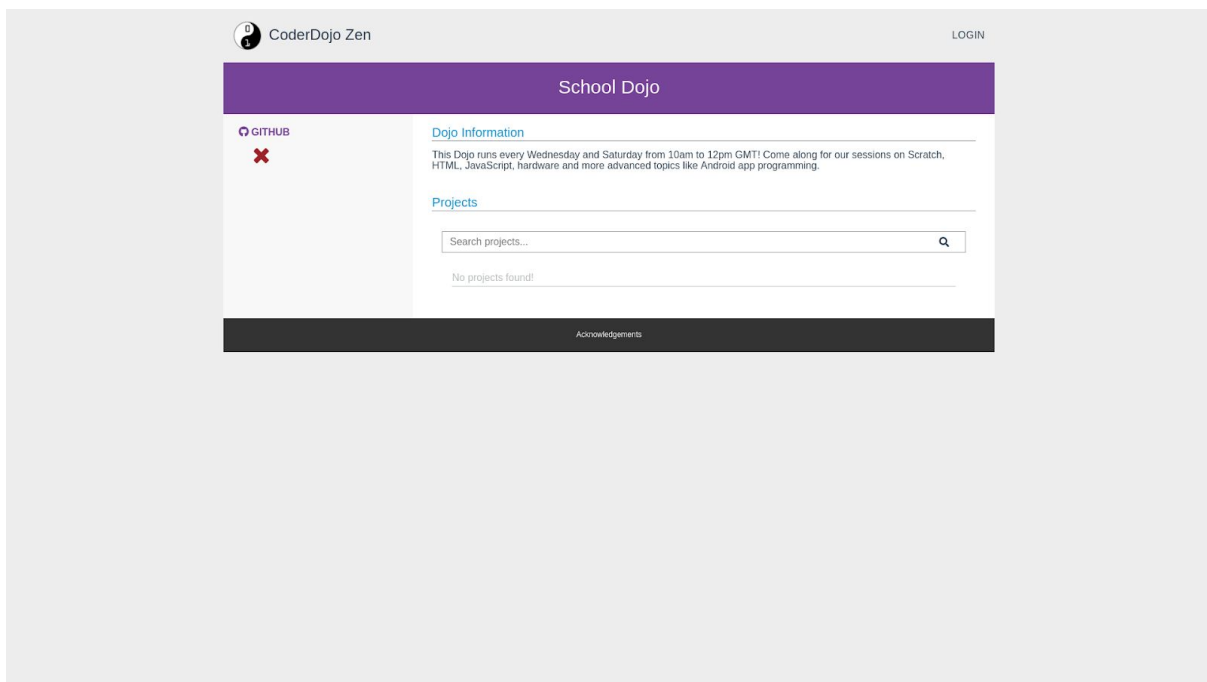 CoderDojo Zen
LOGIN
School Dojo
GITHUB
Dojo Information
This Dojo runs every Wednesday and Saturday from 10am to 12pm GMT! Come along for our sessions on Scratch,
HTML, JavaScript, hardware and more advanced topics like Android app programming.
Projects
Search projects...
No projects found!
Acknowledgements